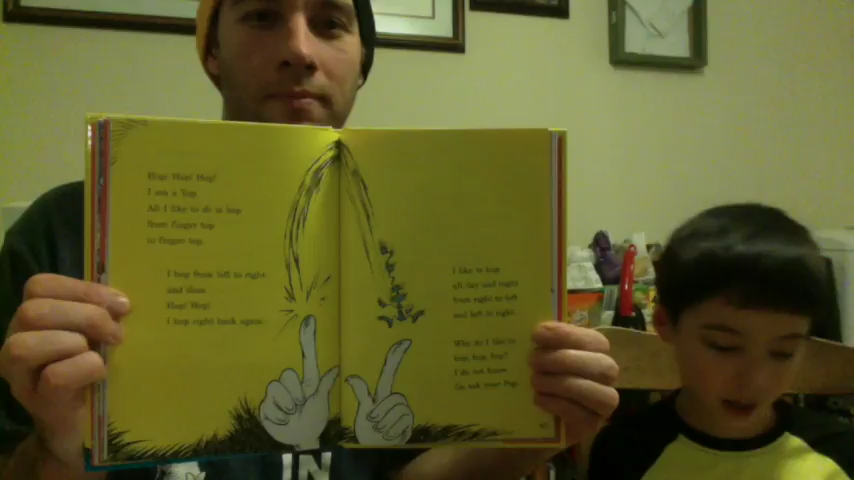 Hop! Hop! Hop!
I am a Yop.
All I like to do is hop
from finger top
to finger top.
I hop from left to right
and then...
Hop! Hop!
I hop right back again.
I like to hop
all day and night
from right to left
and left to right.
Why do I like to
hop, hop, hop?
I do not know.
Go ask your Pop.
IN